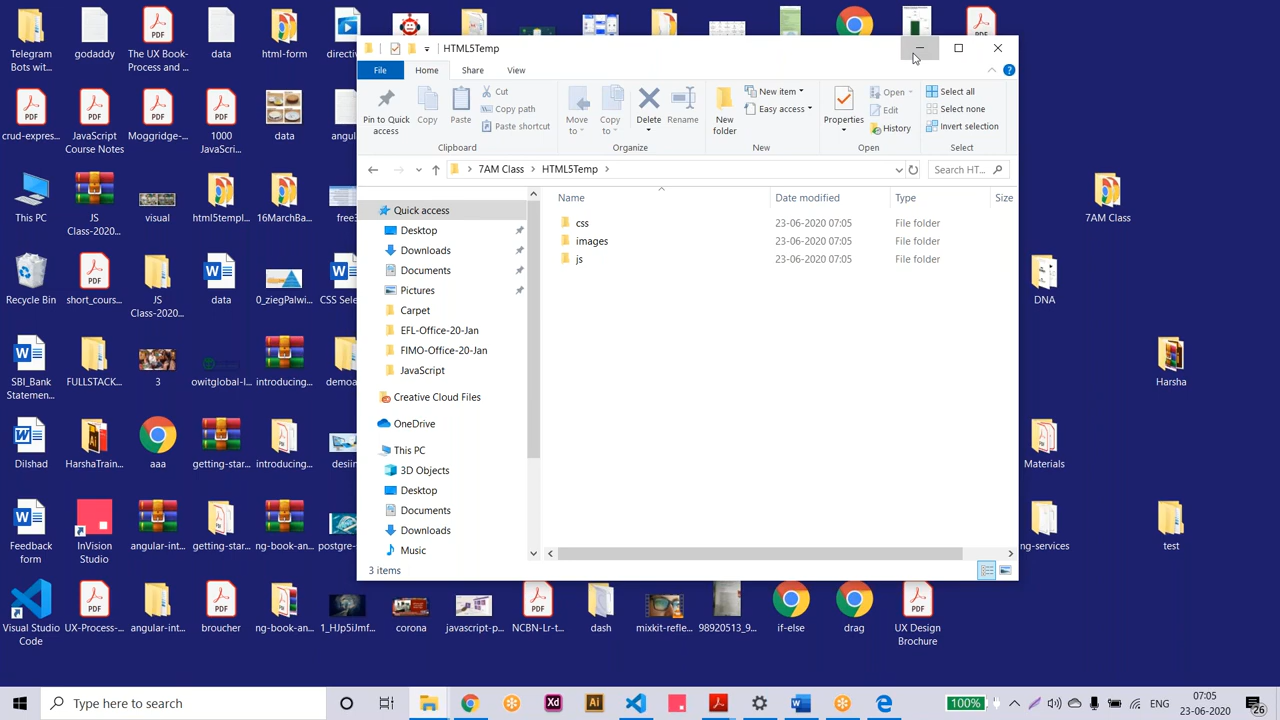 HTML5Temp
File
Home
Share
View
Pin to Quick access
Copy
Paste
Cut
Copy path
Paste shortcut
Clipboard
Move to
Copy to
Delete
Rename
Organize
New folder
New item
Easy access
New
Properties
Open
Edit
History
Open
Select all
Select none
Invert selection
Select
7AM Class
HTML5Temp
Search HT...
Name
Date modified
Type
Size
css
23-06-2020 07:05
File folder
images
23-06-2020 07:05
File folder
js
23-06-2020 07:05
File folder
Quick access
Desktop
Downloads
Documents
Pictures
Carpet
EFL-Office-20-Jan
FIMO-Office-20-Jan
JavaScript
Creative Cloud Files
OneDrive
This PC
3D Objects
Desktop
Documents
Downloads
Music
3 items
Telegram Bots wit...
godaddy
The UX Book- Process and ...
data
html-form
directi
crud-expres...
JavaScript Course Notes
Moggridge-...
1000 JavaScri...
data
angul
This PC
JS Class-2020...
visual
html5templ...
16MarchBa...
free3
Recycle Bin
short_cours...
JS Class-2020...
data
0_ziegPalwi...
CSS Sele
SBI_Bank Statemen...
FULLSTACK...
3
owitglobal-l...
introducing...
demoa
Dilshad
HarshaTrain...
aaa
getting-star...
introducing...
desiin
Feedback form
InVision Studio
angular-int...
getting-star...
ng-book-an...
postgre-
Visual Studio Code
UX-Process-...
angular-int...
broucher
ng-book-an...
1_HJp5iJmf...
corona
javascript-p...
NCBN-Lr-t...
dash
mixkit-refle...
98920513_9...
if-else
drag
UX Design Brochure
7AM Class
DNA
Harsha
Materials
ng-services
test
Type here to search
100%
ENG
07:05
23-06-2020
26